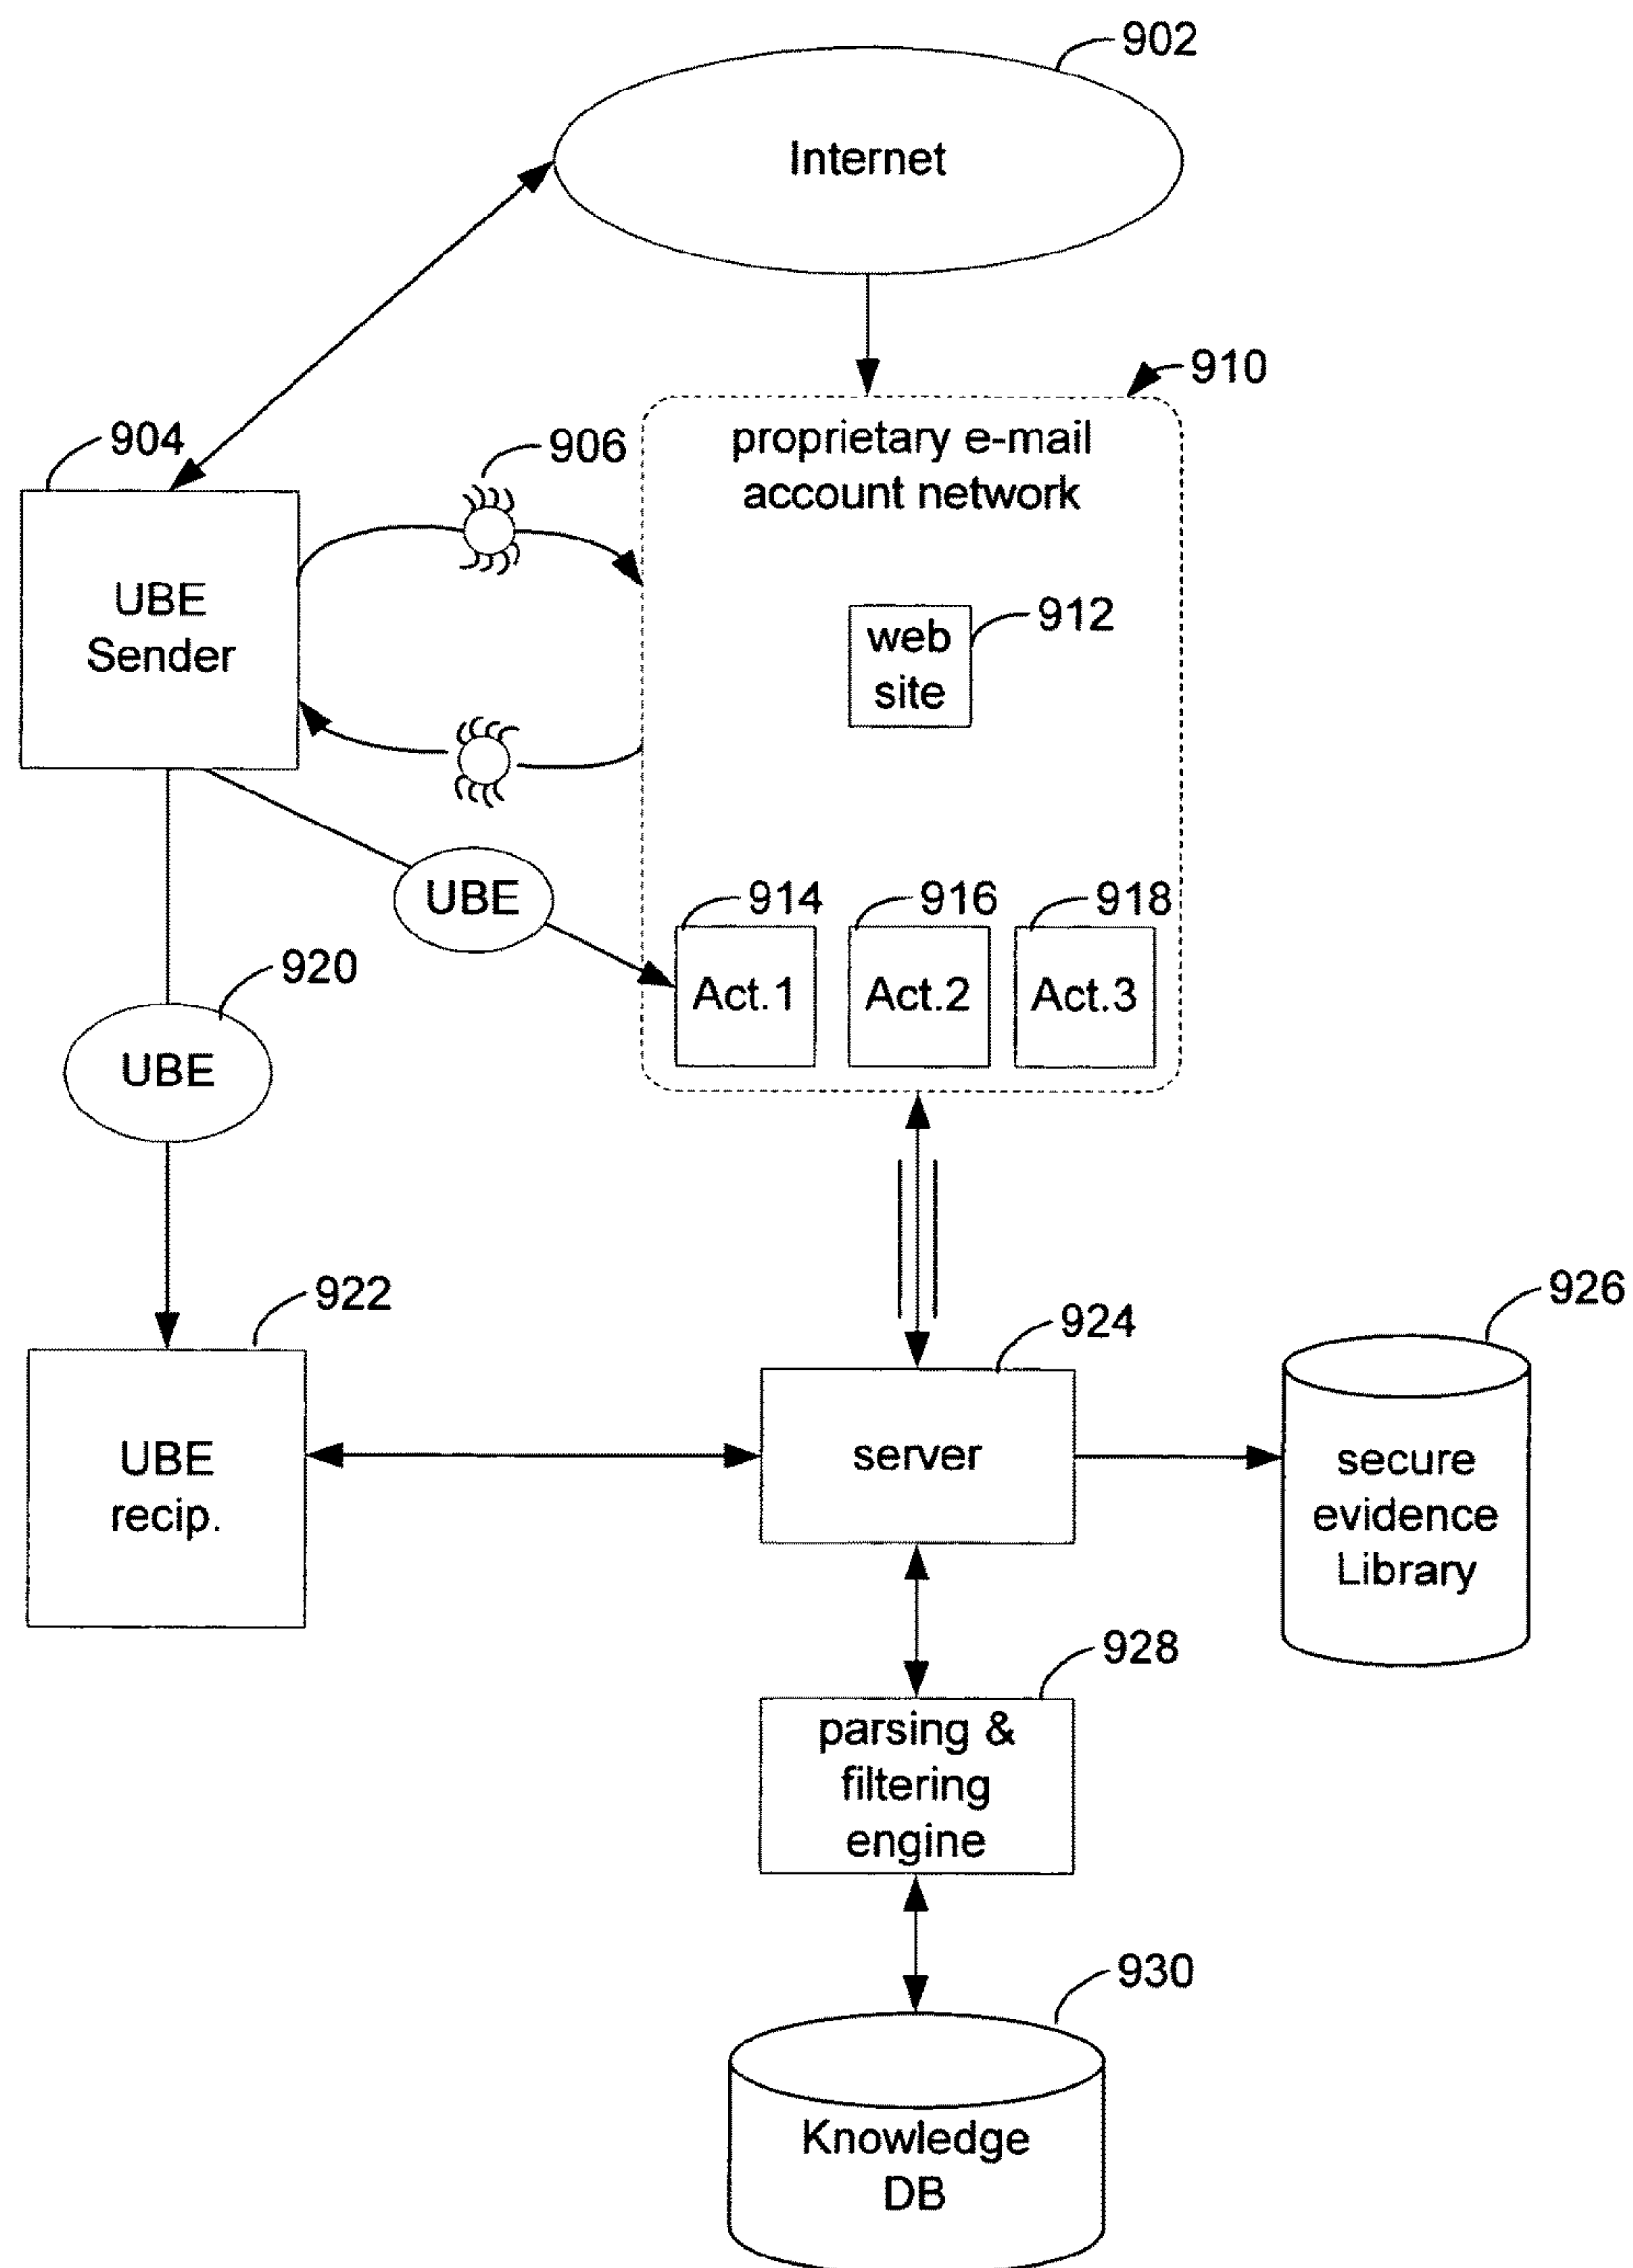 902
Internet
910
904
906
proprietary e-mail
account network
UBE
Sender
912
web
site
UBE
914
916
918
Act.1
Act.2
Act.3
920
UBE
922
924
926
UBE
recip.
server
secure
evidence
Library
928
parsing &
filtering
engine
930
Knowledge
DB